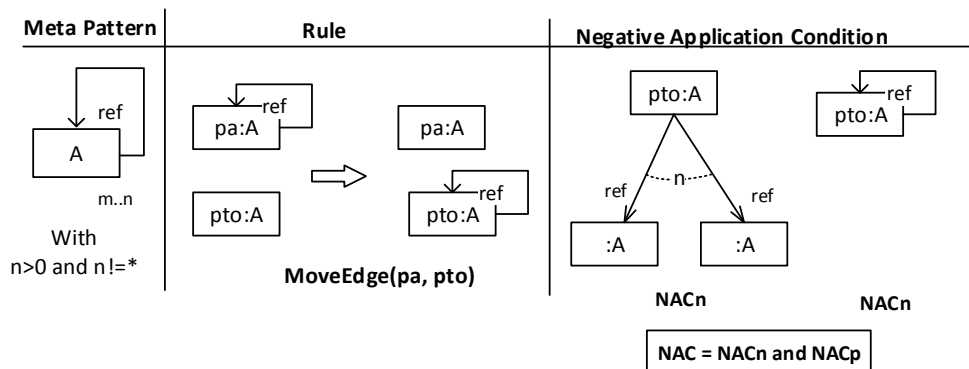 Meta Pattern
Rule
Negative Application Condition
ref
A
m..n
With
n>0 and n!=*
ref
pa:A
pa:A
pto:A
ref
pto:A
MoveEdge(pa, pto)
pto:A
ref
n
ref
:A
:A
NACn
ref
pto:A
NACn
NAC = NACn and NACp